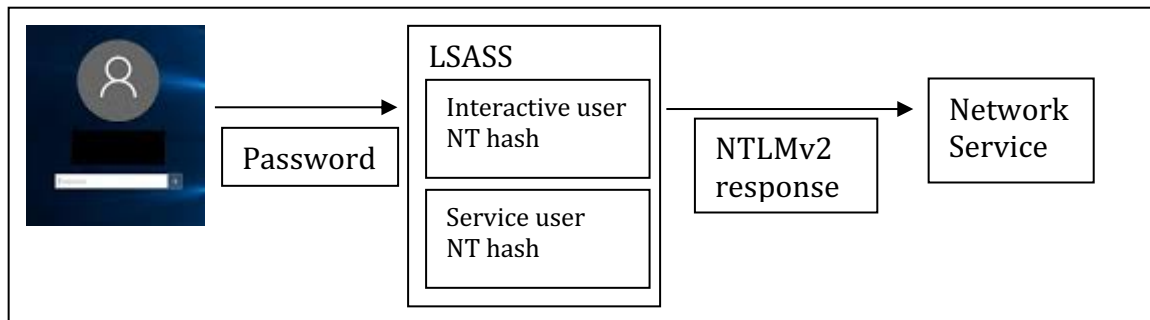 LSASS
Interactive user
NT hash
Password
NTLMv2
response
Network
Service
Service user
NT hash